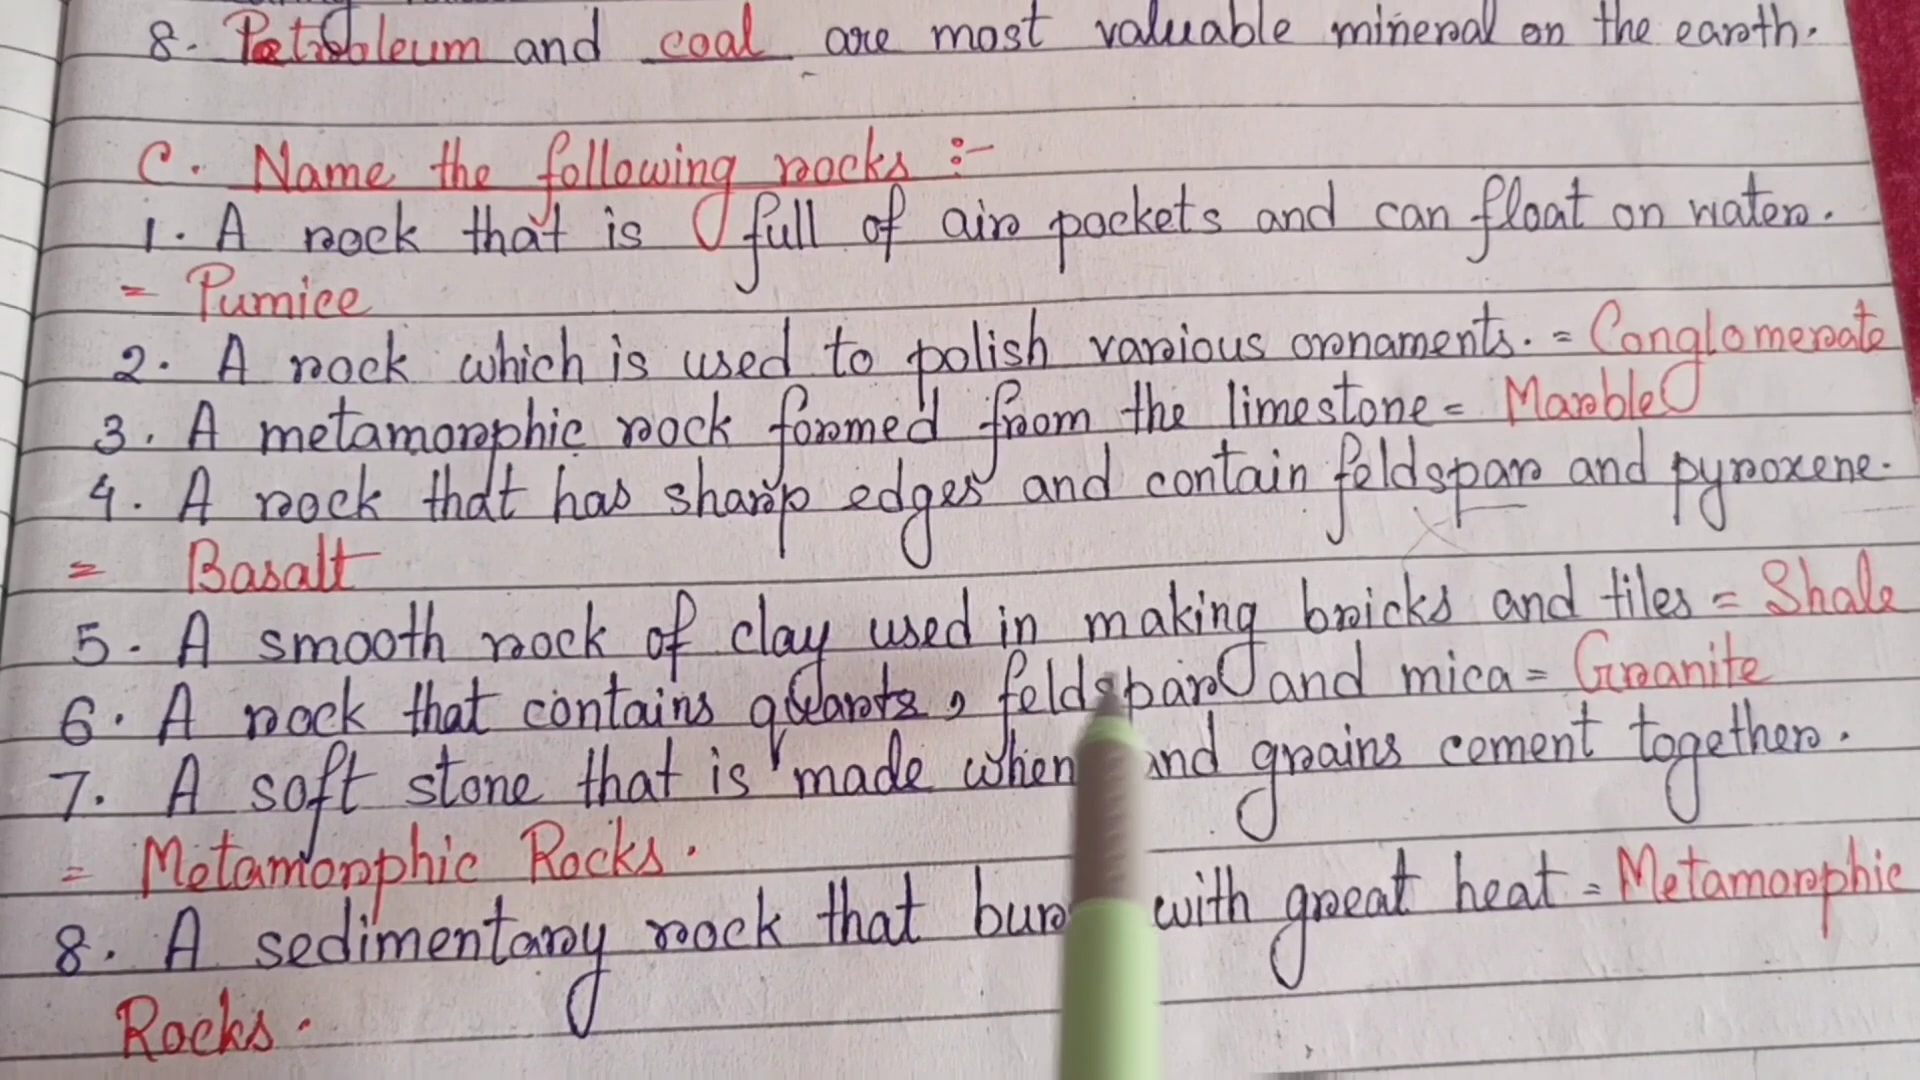 8. Petroleum and coal are most valuable mineral on the earth.
C. Name the following rocks :-
1. A rock that is full of air pockets and can float on water.
= Pumice
2. A rock which is used to polish various ornaments. = Conglomerate
3. A metamorphic rock formed from the limestone = Marble
4. A rock that has sharp edges and contain feldspar and pyroxene.
= Basalt
5. A smooth rock of clay used in making bricks and tiles = Shale
6. A rock that contains quartz, feldspar and mica = Granite
7. A soft stone that is made when and grains cement together.
= Metamorphic Rocks.
8. A sedimentary rock that with great heat = Metamorphic
Rocks.